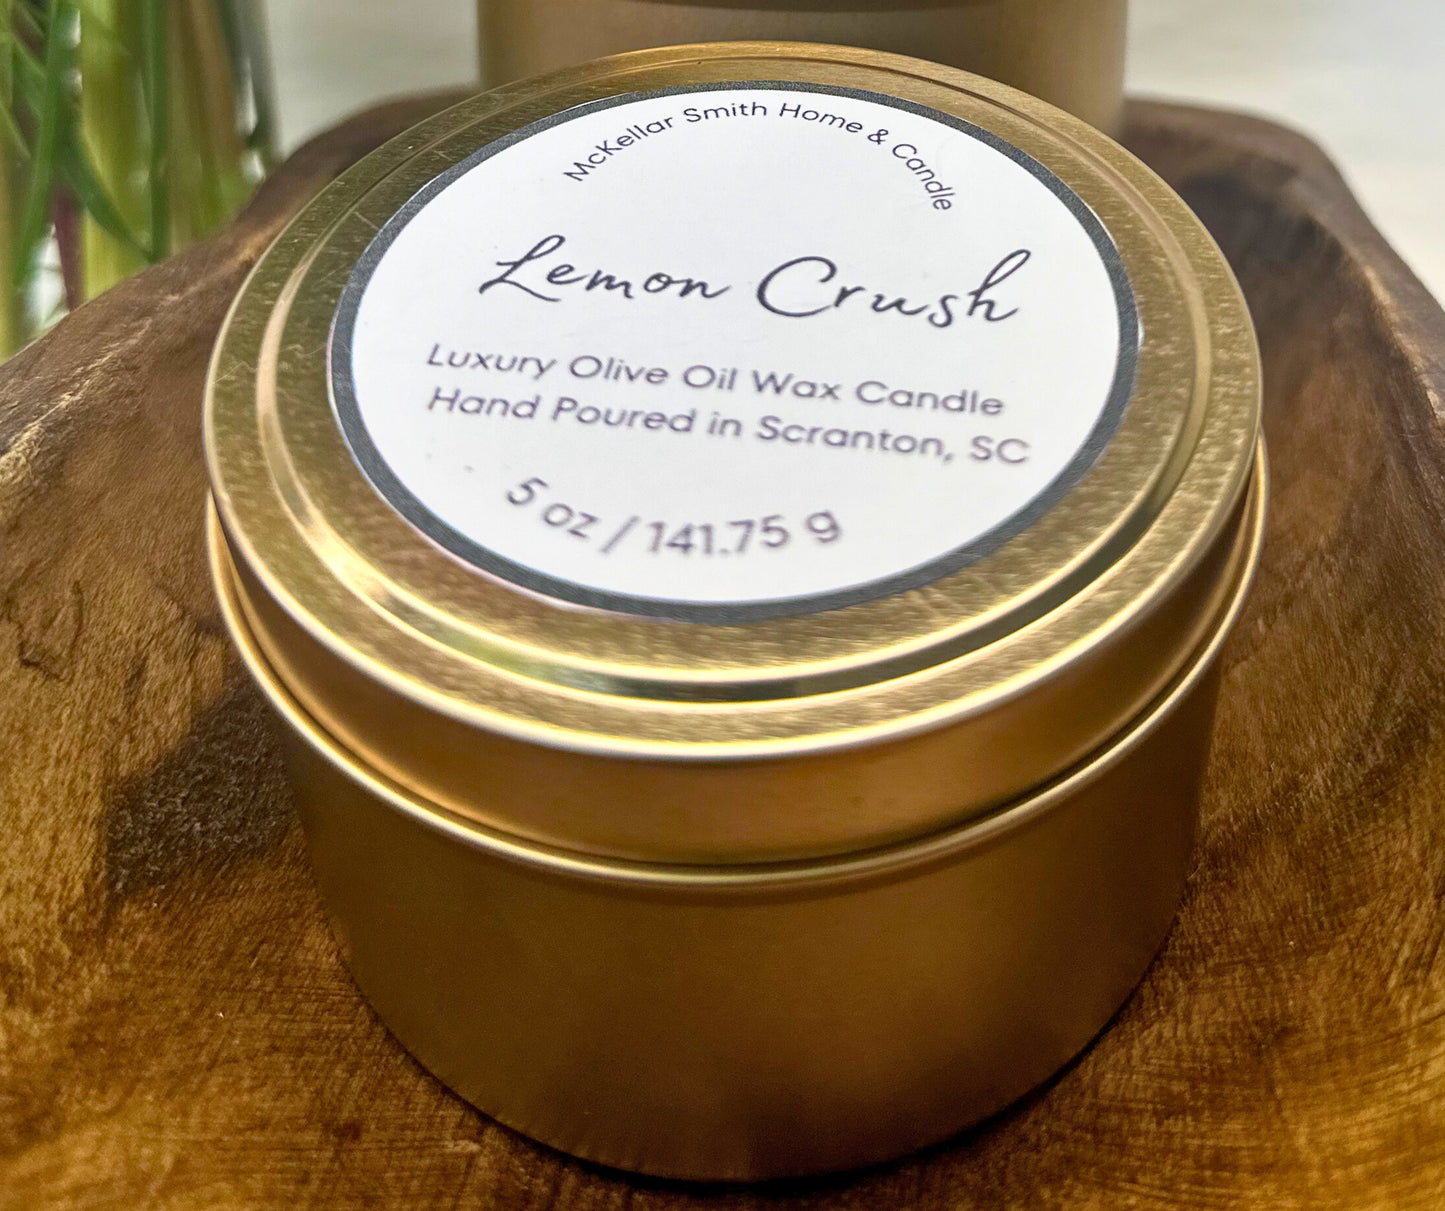 McKellar Smith Home & Candle
Lemon Crush
Luxury Olive Oil Wax Candle
Hand Poured in Scranton, SC
5 oz / 141.75 g